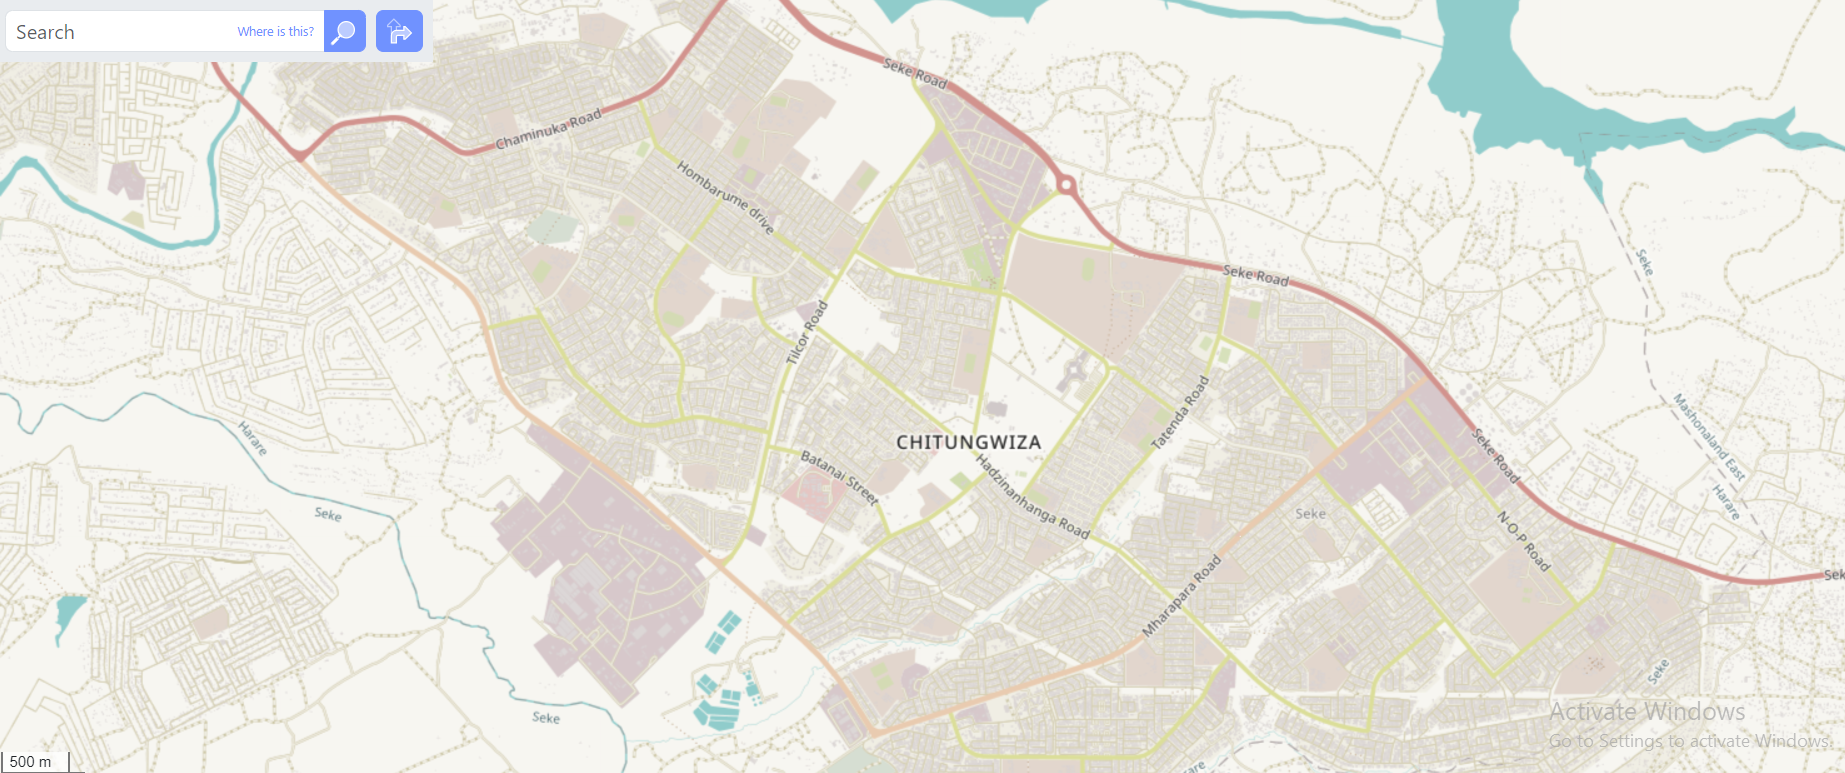 Search
Where is this?
Seke Road
Chaminuka Road
Hombarume drive
Seke
Seke Road
Tilcor Road
Tatenda Road
Mashonaland East
Harare
Harare
CHITUNGWIZA
Seke Road
Batanai Street
Hadzinanhanga Road
Seke
Seke
N-O-P Road
Mharapara Road
Sek
Seke
Seke
Activate Windows
Go to Settings to activate Windows.
500 m
arare